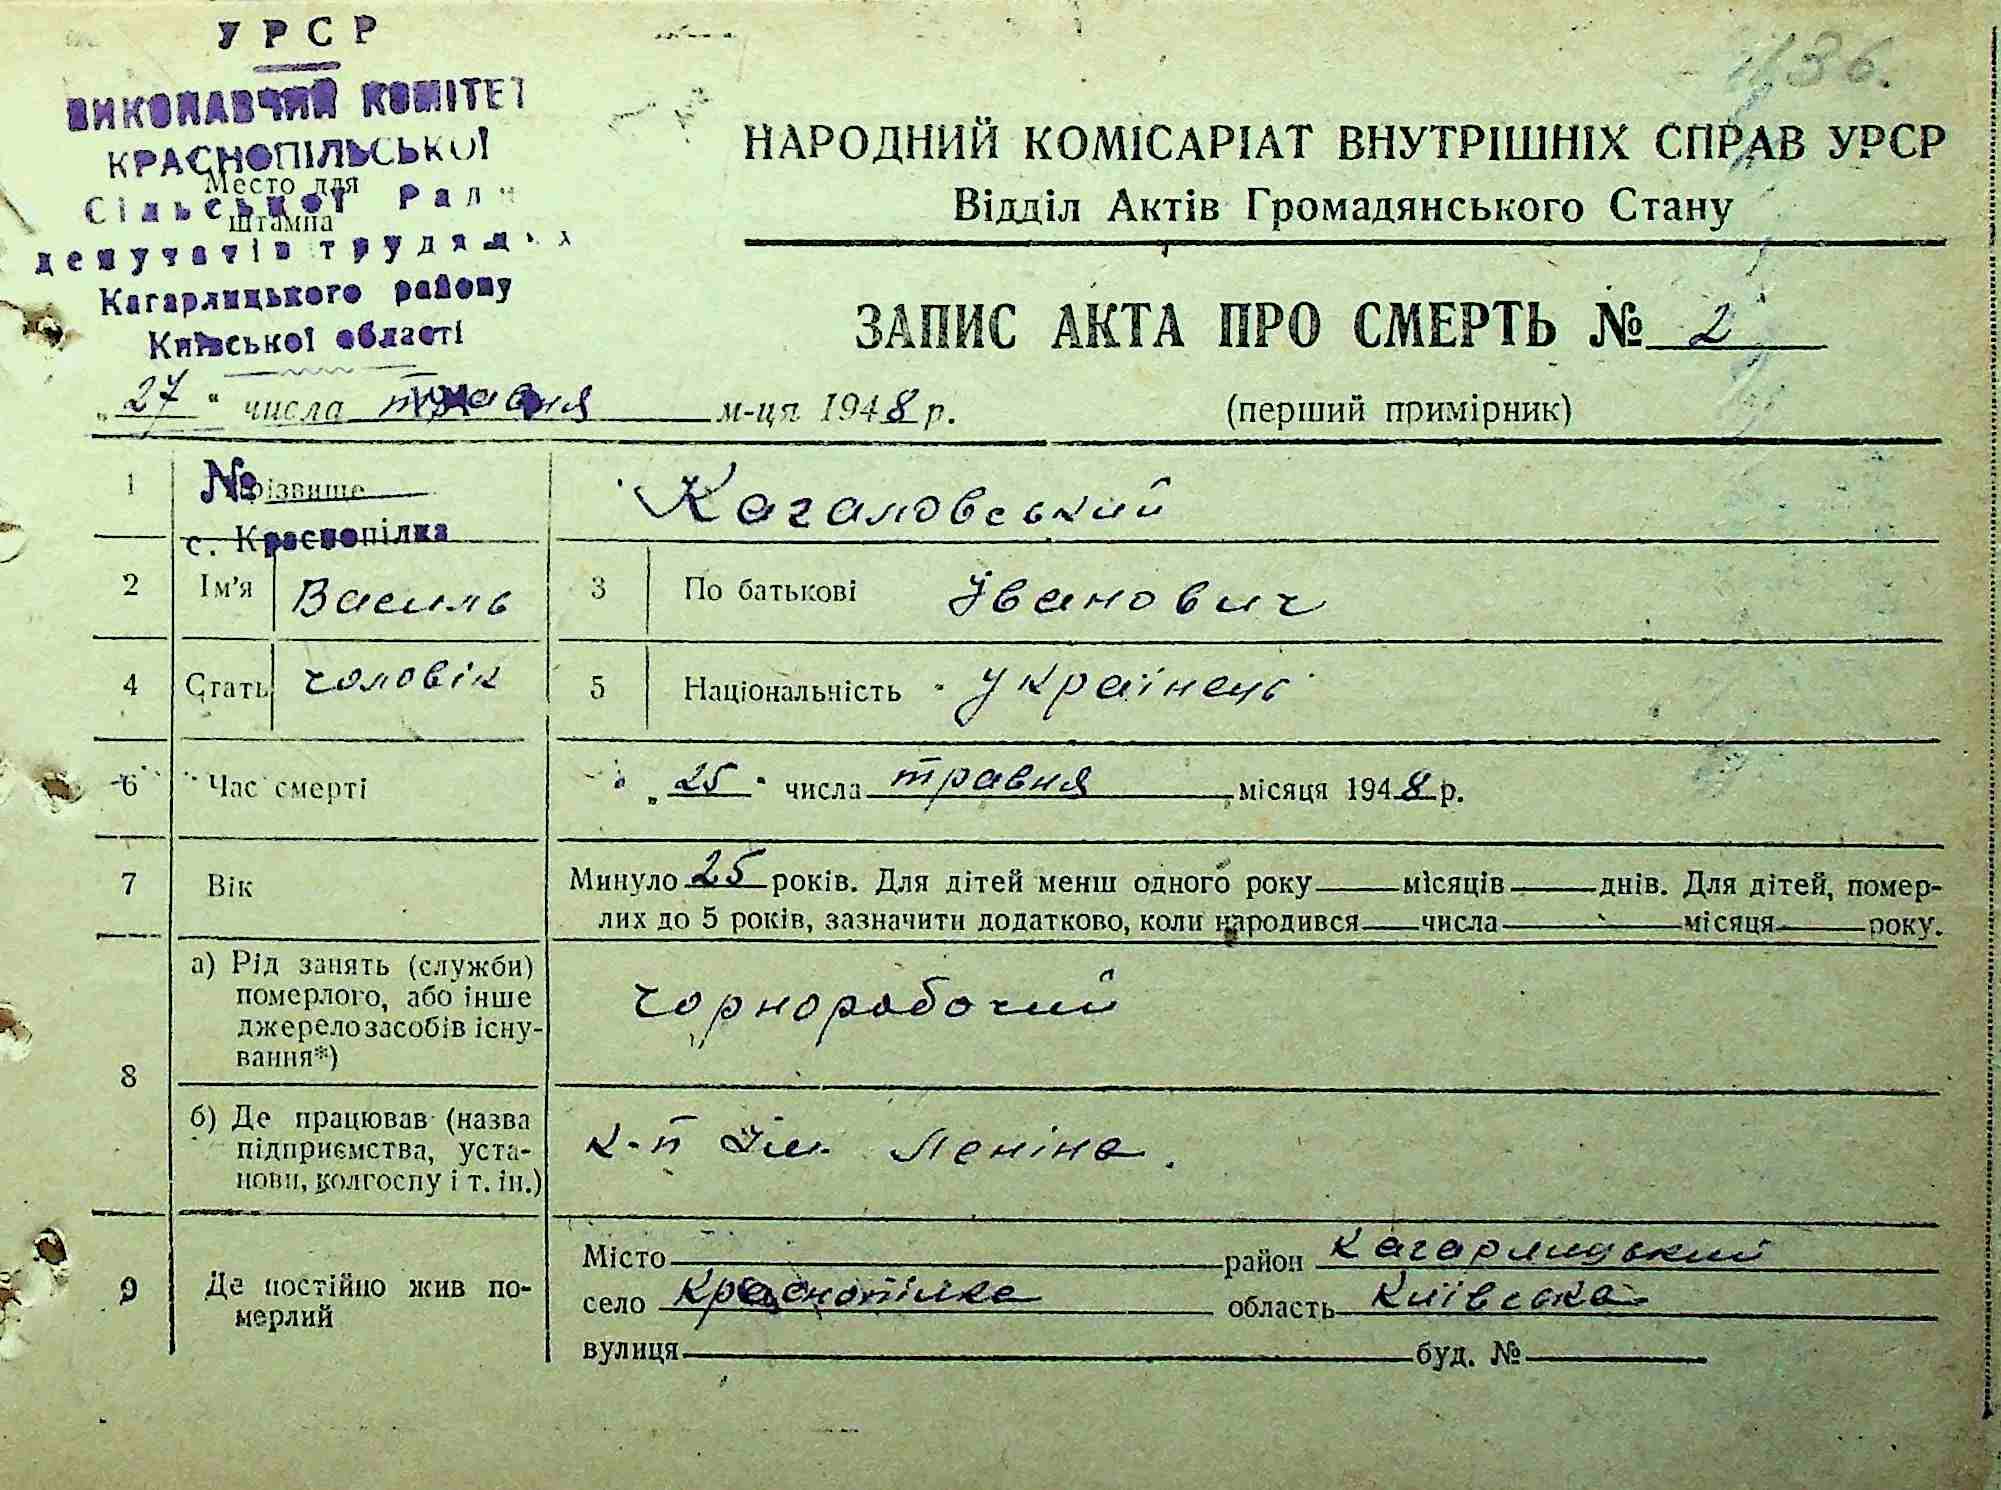 136.
УРСР
ВИКОНАВЧИЙ КОМІТЕТ
КРАСНОПІЛЬСЬКОЇ
Место для
Сільської Ради
штампа
депутатів трудящих
Кагарлицького району
Київської області
НАРОДНИЙ КОМІСАРІАТ ВНУТРІШНІХ СПРАВ УРСР
Відділ Актів Громадянського Стану
ЗАПИС АКТА ПРО СМЕРТЬ № 2
„27“ числа травня м-ця 1948 р.
(перший примірник)
1 Прізвище Кагаловський
№
с. Краснопілка
2 Ім'я Василь 3 По батькові Іванович
4 Стать чоловік 5 Національність українець
6 Час смерті „25“ числа травня місяця 1948 р.
7 Вік Минуло 25 років. Для дітей менш одного року — місяців — днів. Для дітей, помер-
лих до 5 років, зазначити додатково, коли народився — числа — місяця — року.
8 а) Рід занять (служби)
померлого, або інше
джерело засобів існу-
вання*)
чорноробочий
б) Де працював (назва
підприємства, уста-
нови, колгоспу і т. ін.)
к-п Ім. Леніна.
9 Де постійно жив по-
мерлий
Місто район Кагарлицький
село Краснопілка область Київська
вулиця буд. №